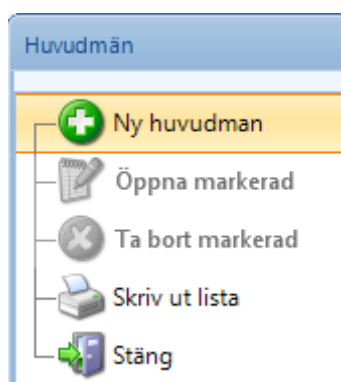 Huvudmän
Ny huvudman
Öppna markerad
Ta bort markerad
Skriv ut lista
Stäng